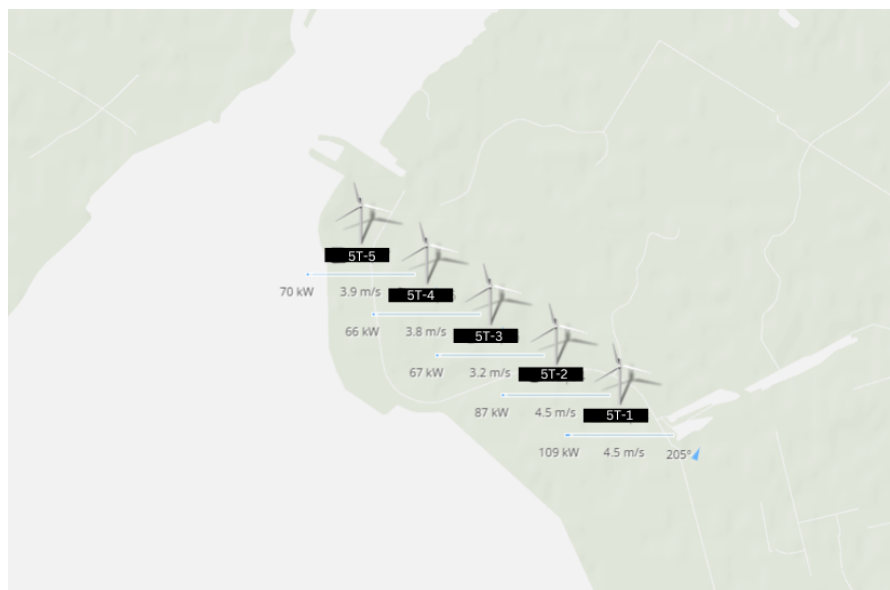 5T-5
70 kW 3.9 m/s
5T-4
66 kW 3.8 m/s
5T-3
67 kW 3.2 m/s
5T-2
87 kW 4.5 m/s
5T-1
109 kW 4.5 m/s 205°